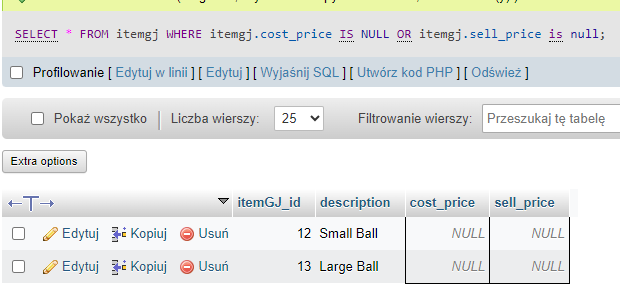 SELECT * FROM itemgj WHERE itemgj.cost_price IS NULL OR itemgj.sell_price is null;
Profilowanie [ Edytuj w linii ] [ Edytuj ] [ Wyjaśnij SQL ] [ Utwórz kod PHP ] [ Odśwież ]
Pokaż wszystko Liczba wierszy: 25 Filtrowanie wierszy: Przeszukaj tę tabelę
Extra options
←T→ itemGJ_id description cost_price sell_price
Edytuj Kopiuj Usuń 12 Small Ball NULL NULL
Edytuj Kopiuj Usuń 13 Large Ball NULL NULL